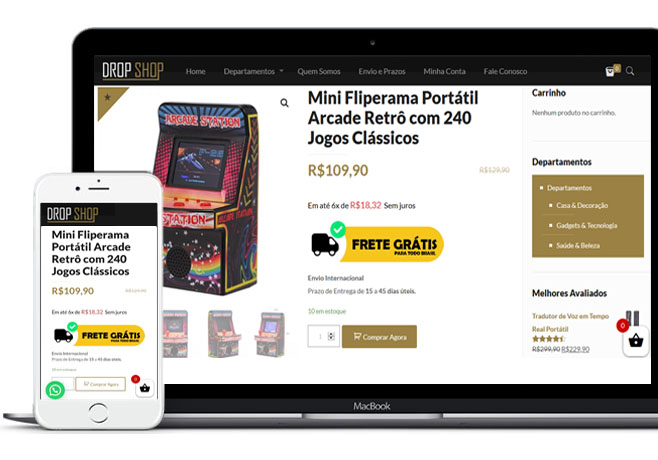 DROP SHOP
Home
Departamentos
Quem Somos
Envio e Prazos
Minha Conta
Fale Conosco
0
ARCADE STATION
STATION
Mini Fliperama Portátil
Arcade Retrô com 240
Jogos Clássicos
R$109,90
R$129,90
Em até 6x de R$18,32 Sem juros
FRETE GRÁTIS
PARA TODO BRASIL
Envio Internacional
Prazo de Entrega de 15 a 45 dias úteis.
10 em estoque
1
Comprar Agora
Carrinho
Nenhum produto no carrinho.
Departamentos
Departamentos
Casa & Decoração
Gadgets & Tecnologia
Saúde & Beleza
Melhores Avaliados
Tradutor de Voz em Tempo
Real Portátil
R$299,90 R$229,90
0
MacBook
DROP SHOP
Mini Fliperama
Portátil Arcade
Retrô com 240
Jogos Clássicos
R$109,90
R$129,90
Em até 6x de R$18,32 Sem juros
FRETE GRÁTIS
PARA TODO BRASIL
Envio Internacional
Prazo de Entrega de 15 a 45 dias úteis.
10 em estoque
Comprar Agora
0